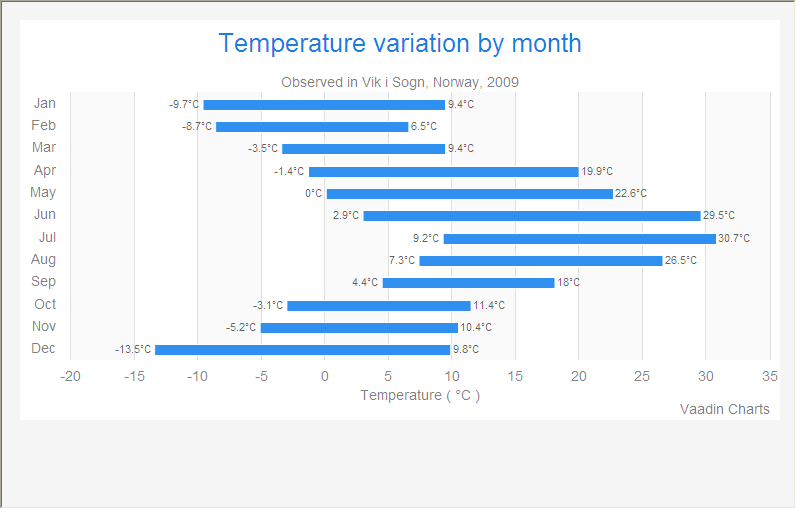 Temperature variation by month
Observed in Vik i Sogn, Norway, 2009
Jan -9.7°C 9.4°C
Feb -8.7°C 6.5°C
Mar -3.5°C 9.4°C
Apr -1.4°C 19.9°C
May 0°C 22.6°C
Jun 2.9°C 29.5°C
Jul 9.2°C 30.7°C
Aug 7.3°C 26.5°C
Sep 4.4°C 18°C
Oct -3.1°C 11.4°C
Nov -5.2°C 10.4°C
Dec -13.5°C 9.8°C
-20 -15 -10 -5 0 5 10 15 20 25 30 35
Temperature ( °C )
Vaadin Charts